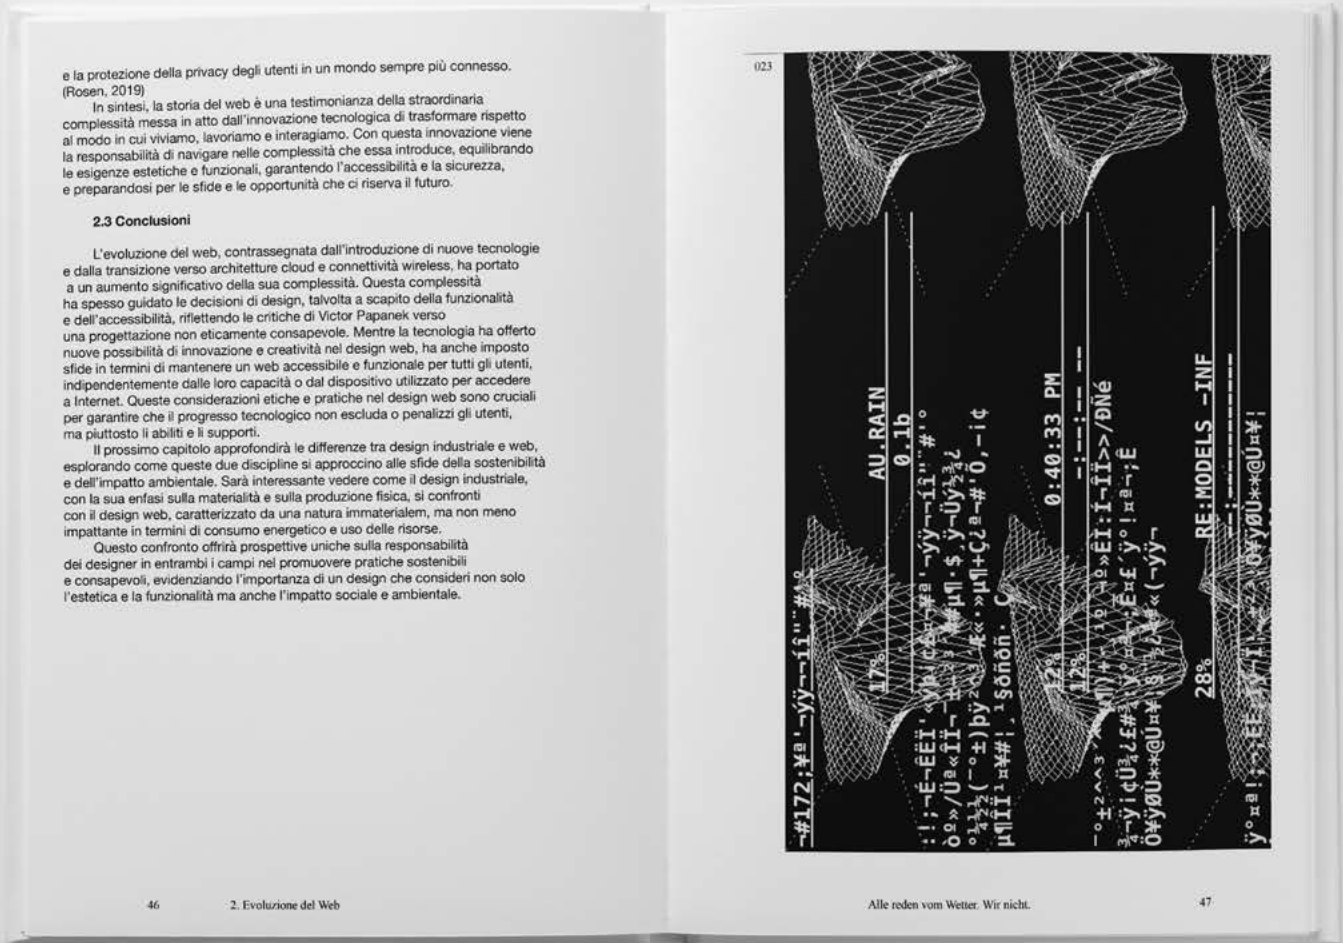 e la protezione della privacy degli utenti in un mondo sempre più connesso.
(Rosen, 2019)
In sintesi, la storia del web è una testimonianza della straordinaria
complessità messa in atto dall'innovazione tecnologica di trasformare rispetto
al modo in cui viviamo, lavoriamo e interagiamo. Con questa innovazione viene
la responsabilità di navigare nelle complessità che essa introduce, equilibrando
le esigenze estetiche e funzionali, garantendo l'accessibilità e la sicurezza,
e preparandosi per le sfide e le opportunità che ci riserva il futuro.
2.3 Conclusioni
L'evoluzione del web, contrassegnata dall'introduzione di nuove tecnologie
e dalla transizione verso architetture cloud e connettività wireless, ha portato
a un aumento significativo della sua complessità. Questa complessità
ha spesso guidato le decisioni di design, talvolta a scapito della funzionalità
e dell'accessibilità, riflettendo le critiche di Victor Papanek verso
una progettazione non eticamente consapevole. Mentre la tecnologia ha offerto
nuove possibilità di innovazione e creatività nel design web, ha anche imposto
sfide in termini di mantenere un web accessibile e funzionale per tutti gli utenti,
indipendentemente dalle loro capacità o dal dispositivo utilizzato per accedere
a Internet. Queste considerazioni etiche e pratiche nel design web sono cruciali
per garantire che il progresso tecnologico non escluda o penalizzi gli utenti,
ma piuttosto li abiliti e li supporti.
Il prossimo capitolo approfondirà le differenze tra design industriale e web,
esplorando come queste due discipline si approccino alle sfide della sostenibilità
e dell'impatto ambientale. Sarà interessante vedere come il design industriale,
con la sua enfasi sulla materialità e sulla produzione fisica, si confronti
con il design web, caratterizzato da una natura immaterialem, ma non meno
impattante in termini di consumo energetico e uso delle risorse.
Questo confronto offrirà prospettive uniche sulla responsabilità
dei designer in entrambi i campi nel promuovere pratiche sostenibili
e consapevoli, evidenziando l'importanza di un design che consideri non solo
l'estetica e la funzionalità ma anche l'impatto sociale e ambientale.
46
2. Evoluzione del Web
023
AU.RAIN
0.1b
17%
0:40:33 PM
12%
12%
RE:MODELS -INF
28%
Alle reden vom Wetter. Wir nicht.
47